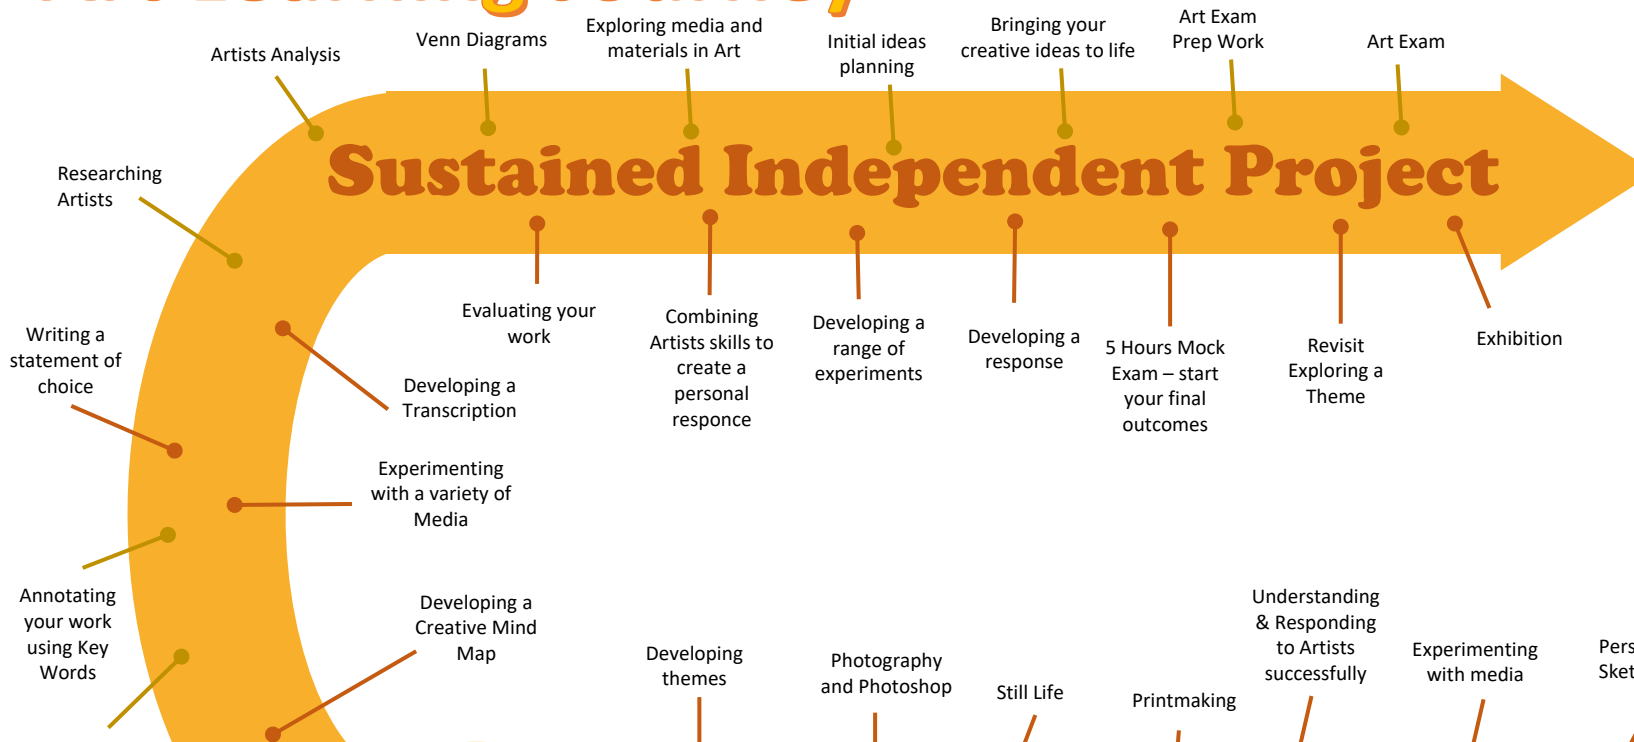 Art Learning Journey
Artists Analysis
Venn Diagrams
Exploring media and
materials in Art
Initial ideas
planning
Bringing your
creative ideas to life
Art Exam
Prep Work
Art Exam
Sustained Independent Project
Researching
Artists
Writing a
statement of
choice
Annotating
your work
using Key
Words
Evaluating your
work
Combining
Artists skills to
create a
personal
responce
Developing a
range of
experiments
Developing a
response
5 Hours Mock
Exam – start
your final
outcomes
Revisit
Exploring a
Theme
Exhibition
Developing a
Transcription
Experimenting
with a variety of
Media
Developing a
Creative Mind
Map
Developing
themes
Photography
and Photoshop
Still Life
Printmaking
Understanding
& Responding
to Artists
successfully
Experimenting
with media